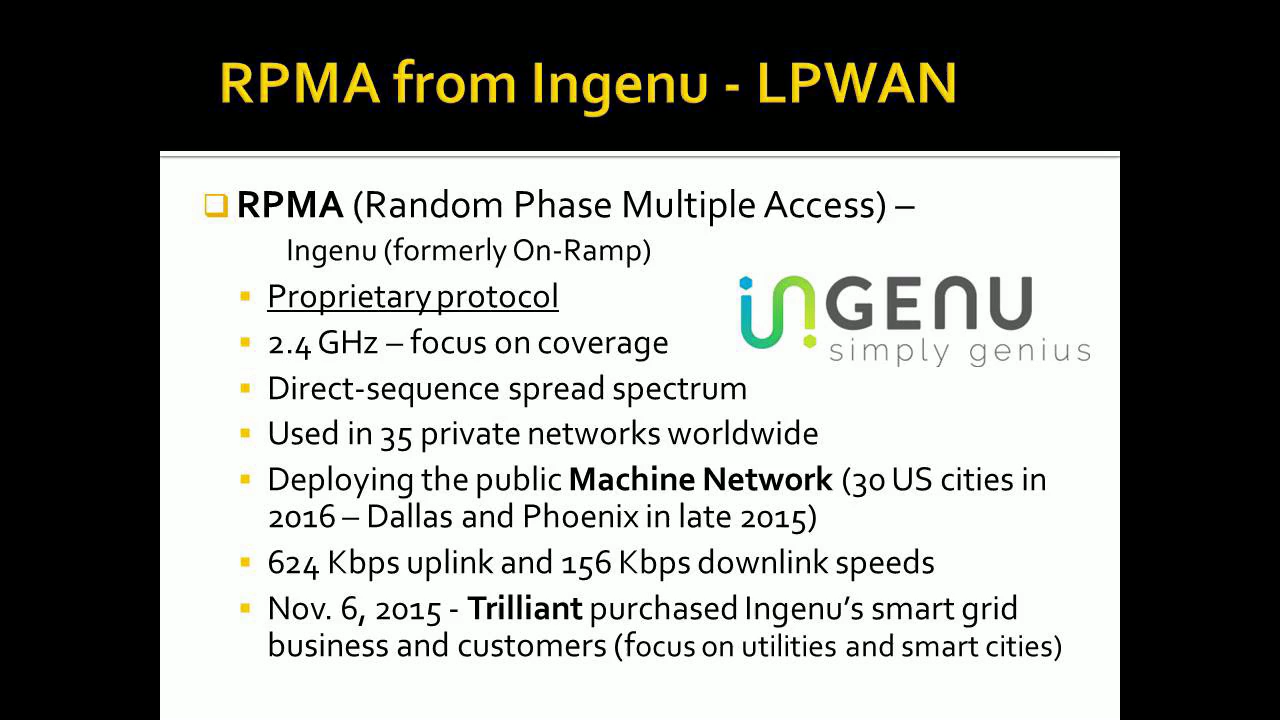 RPMA from Ingenu - LPWAN
RPMA (Random Phase Multiple Access) –
Ingenu (formerly On-Ramp)
Proprietary protocol
2.4 GHz – focus on coverage
INGENU
simply genius
Direct-sequence spread spectrum
Used in 35 private networks worldwide
Deploying the public Machine Network (30 US cities in
2016 – Dallas and Phoenix in late 2015)
624 Kbps uplink and 156 Kbps downlink speeds
Nov. 6, 2015 - Trilliant purchased Ingenu’s smart grid
business and customers (focus on utilities and smart cities)